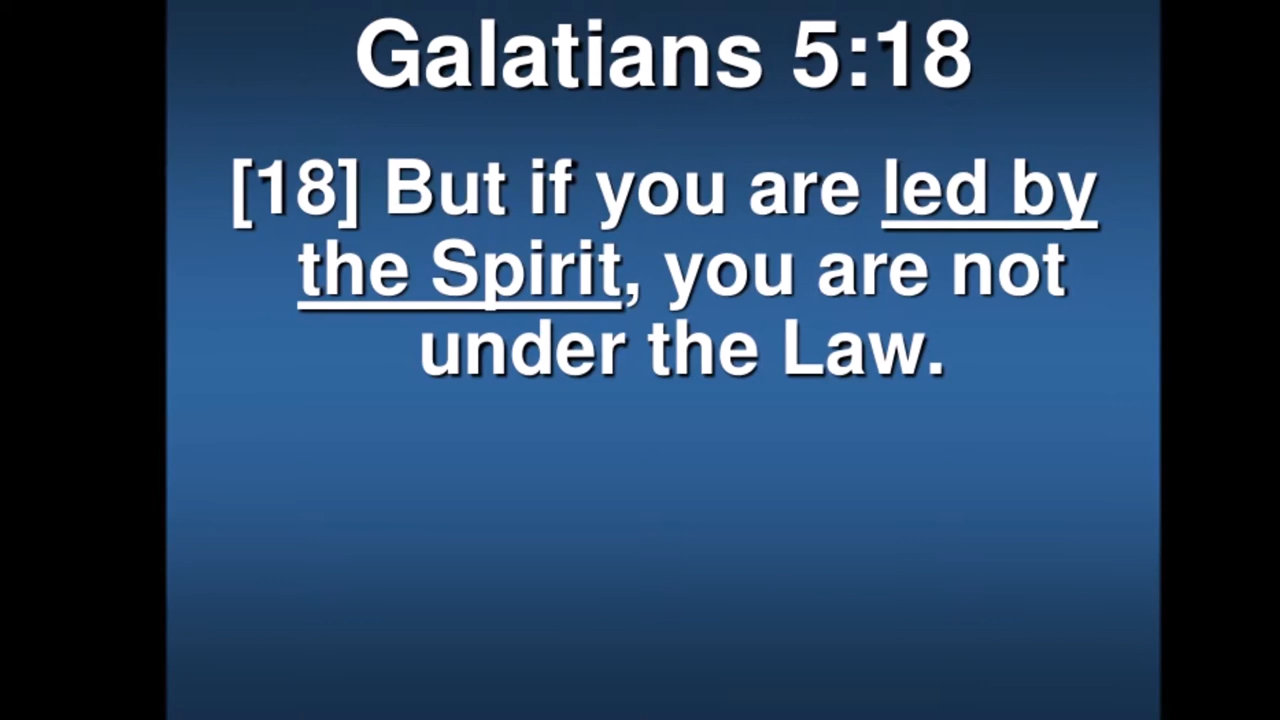 Galatians 5:18
[18] But if you are led by
the Spirit, you are not
under the Law.